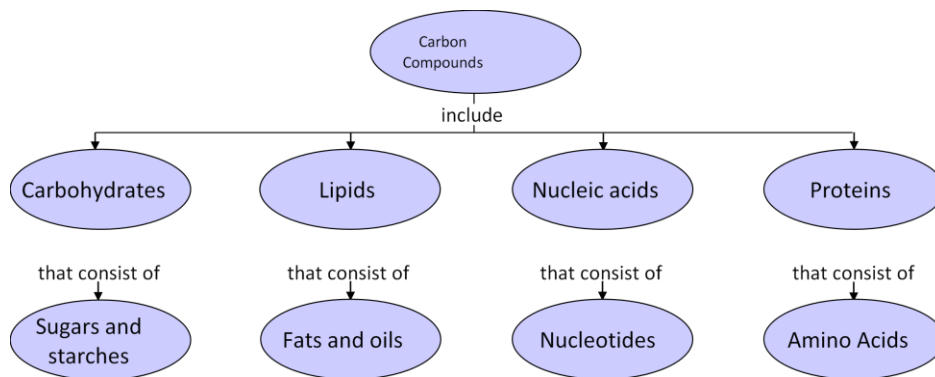 Carbon
Compounds
include
Carbohydrates
Lipids
Nucleic acids
Proteins
that consist of
that consist of
that consist of
that consist of
Sugars and
starches
Fats and oils
Nucleotides
Amino Acids